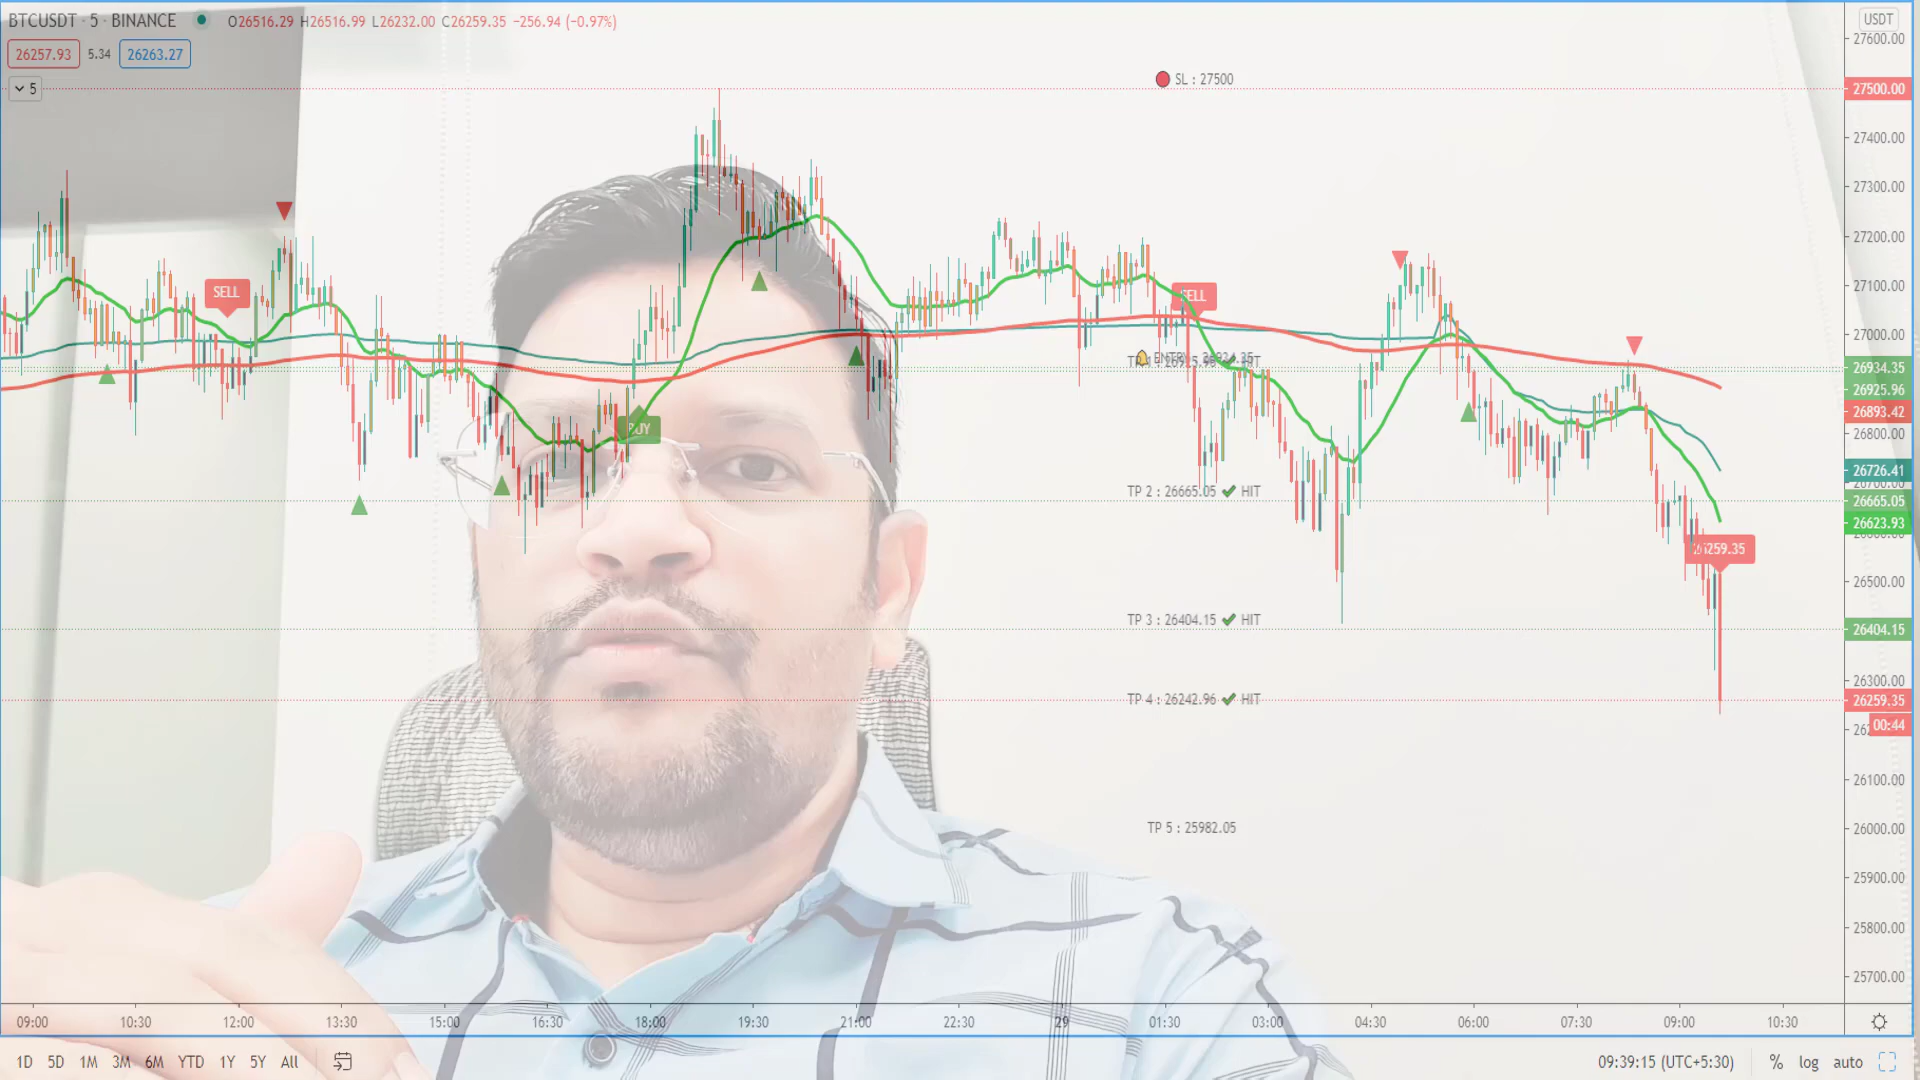 BTCUSDT · 5 · BINANCE O26516.29 H26516.99 L26232.00 C26259.35 −256.94 (−0.97%)
26257.93 5.34 26263.27
5
USDT
27600.00
SL : 27500
27500.00
27400.00
27300.00
27200.00
27100.00
27000.00
SELL
SELL
BUY
TP 2 : 26665.05 ✔ HIT
TP 3 : 26404.15 ✔ HIT
TP 4 : 26242.96 ✔ HIT
TP 5 : 25982.05
26934.35
26925.96
26893.42
26800.00
26726.41
26665.05
26623.93
26259.35
26500.00
26404.15
26300.00
26259.35
00:44
26100.00
26000.00
25900.00
25800.00
25700.00
09:00 10:30 12:00 13:30 15:00 16:30 18:00 19:30 21:00 22:30 29 01:30 03:00 04:30 06:00 07:30 09:00 10:30
1D 5D 1M 3M 6M YTD 1Y 5Y All
09:39:15 (UTC+5:30) % log auto